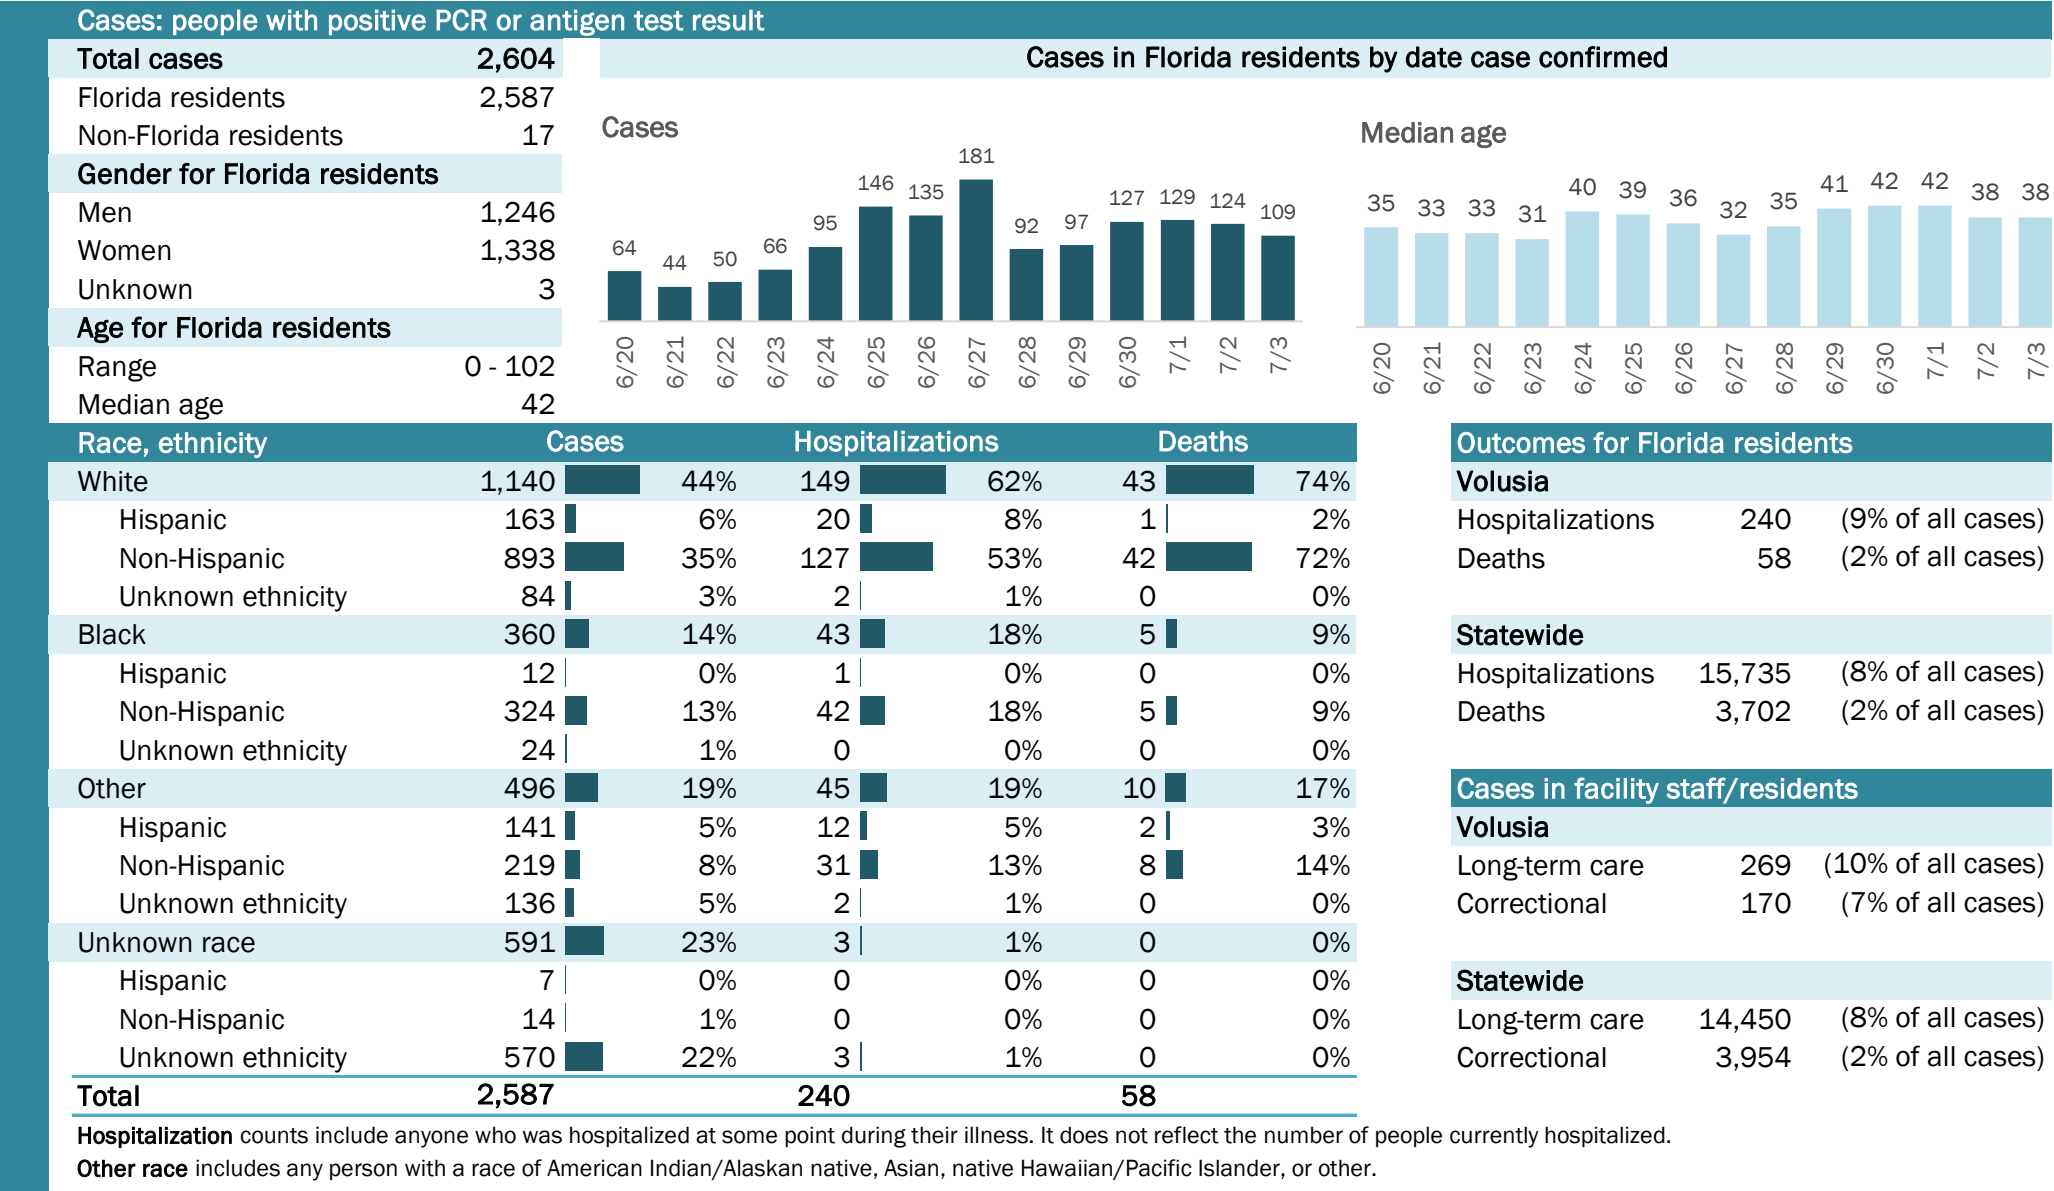 Cases: people with positive PCR or antigen test result
Total cases 2,604
Florida residents 2,587
Non-Florida residents 17
Gender for Florida residents
Men 1,246
Women 1,338
Unknown 3
Age for Florida residents
Range 0 - 102
Median age 42
Cases in Florida residents by date case confirmed
Cases
64 44 50 66 95 146 135 181 92 97 127 129 124 109
6/20 6/21 6/22 6/23 6/24 6/25 6/26 6/27 6/28 6/29 6/30 7/1 7/2 7/3
Median age
35 33 33 31 40 39 36 32 35 41 42 42 38 38
6/20 6/21 6/22 6/23 6/24 6/25 6/26 6/27 6/28 6/29 6/30 7/1 7/2 7/3
Race, ethnicity Cases Hospitalizations Deaths
White 1,140 44% 149 62% 43 74%
Hispanic 163 6% 20 8% 1 2%
Non-Hispanic 893 35% 127 53% 42 72%
Unknown ethnicity 84 3% 2 1% 0 0%
Black 360 14% 43 18% 5 9%
Hispanic 12 0% 1 0% 0 0%
Non-Hispanic 324 13% 42 18% 5 9%
Unknown ethnicity 24 1% 0 0% 0 0%
Other 496 19% 45 19% 10 17%
Hispanic 141 5% 12 5% 2 3%
Non-Hispanic 219 8% 31 13% 8 14%
Unknown ethnicity 136 5% 2 1% 0 0%
Unknown race 591 23% 3 1% 0 0%
Hispanic 7 0% 0 0% 0 0%
Non-Hispanic 14 1% 0 0% 0 0%
Unknown ethnicity 570 22% 3 1% 0 0%
Total 2,587 240 58
Outcomes for Florida residents
Volusia
Hospitalizations 240 (9% of all cases)
Deaths 58 (2% of all cases)
Statewide
Hospitalizations 15,735 (8% of all cases)
Deaths 3,702 (2% of all cases)
Cases in facility staff/residents
Volusia
Long-term care 269 (10% of all cases)
Correctional 170 (7% of all cases)
Statewide
Long-term care 14,450 (8% of all cases)
Correctional 3,954 (2% of all cases)
Hospitalization counts include anyone who was hospitalized at some point during their illness. It does not reflect the number of people currently hospitalized.
Other race includes any person with a race of American Indian/Alaskan native, Asian, native Hawaiian/Pacific Islander, or other.